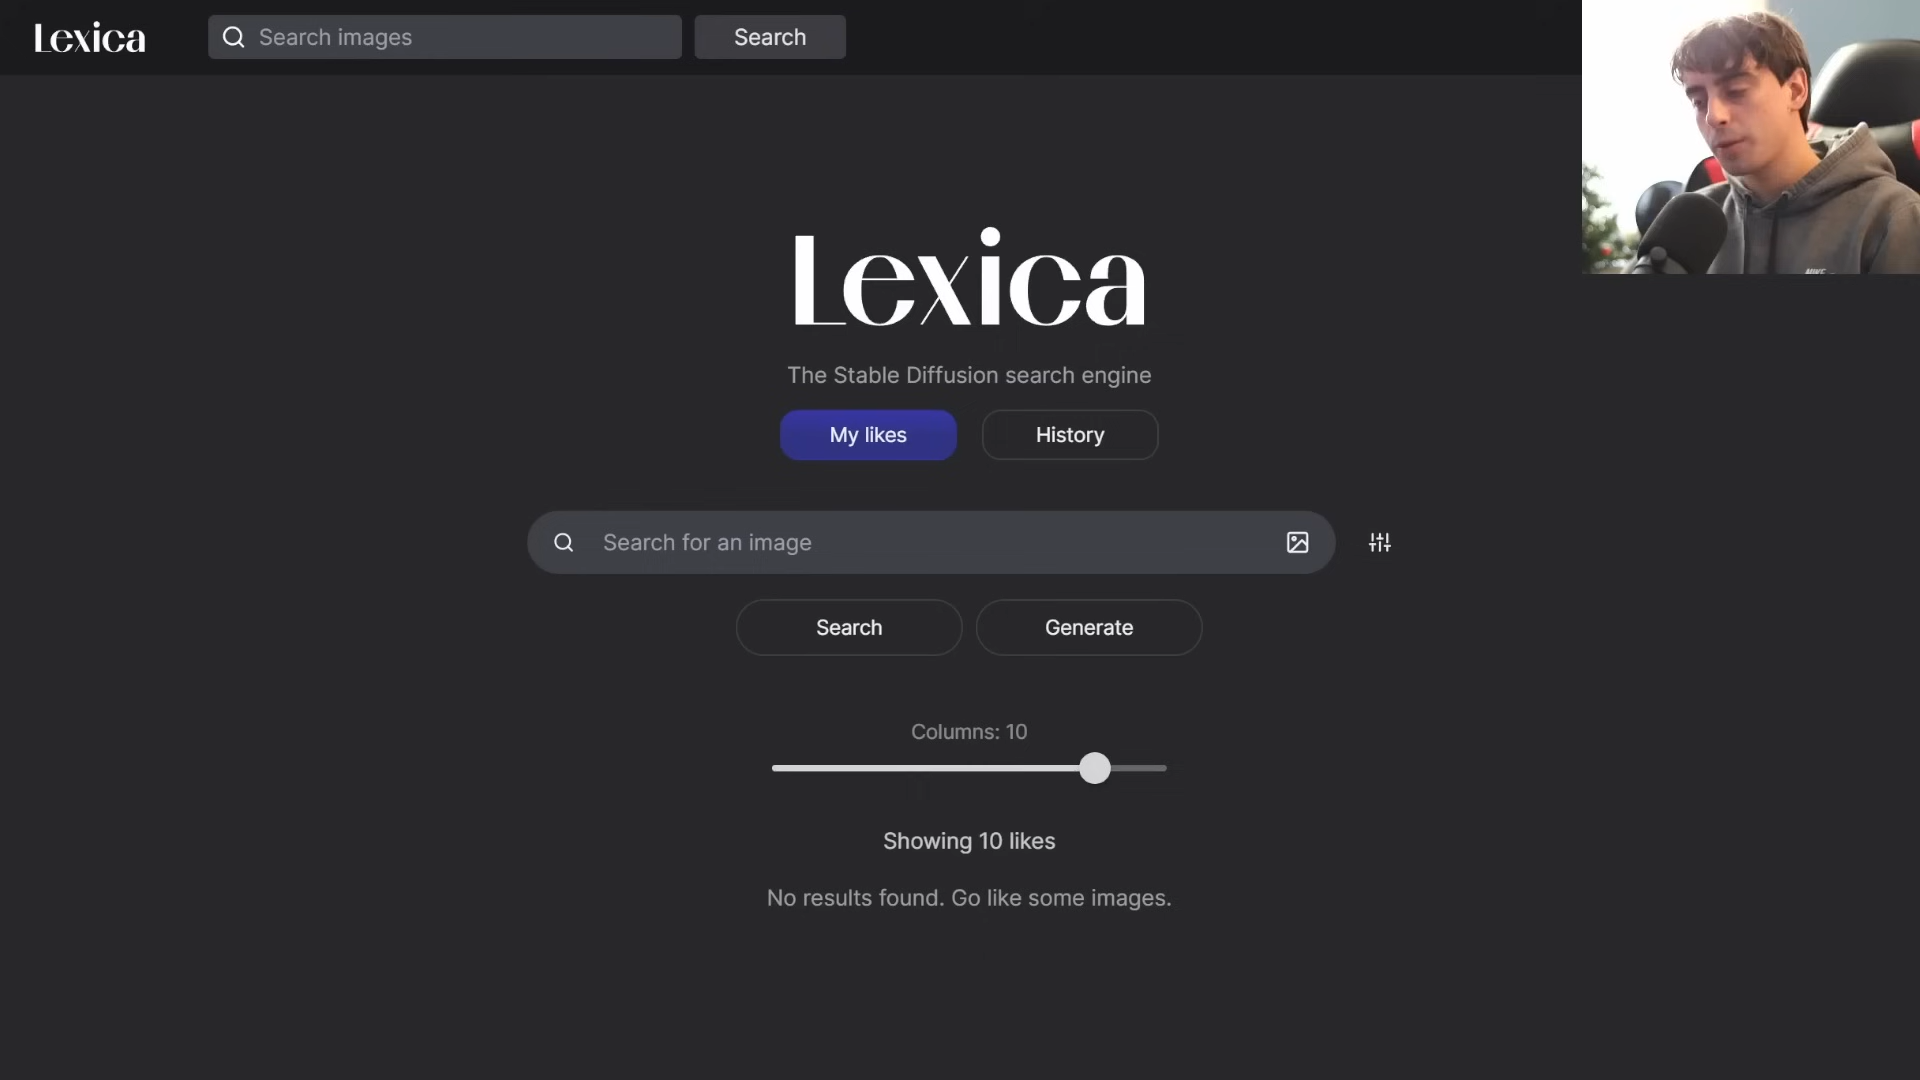 Lexica
Search images
Search
Lexica
The Stable Diffusion search engine
My likes
History
Search for an image
Search
Generate
Columns: 10
Showing 10 likes
No results found. Go like some images.